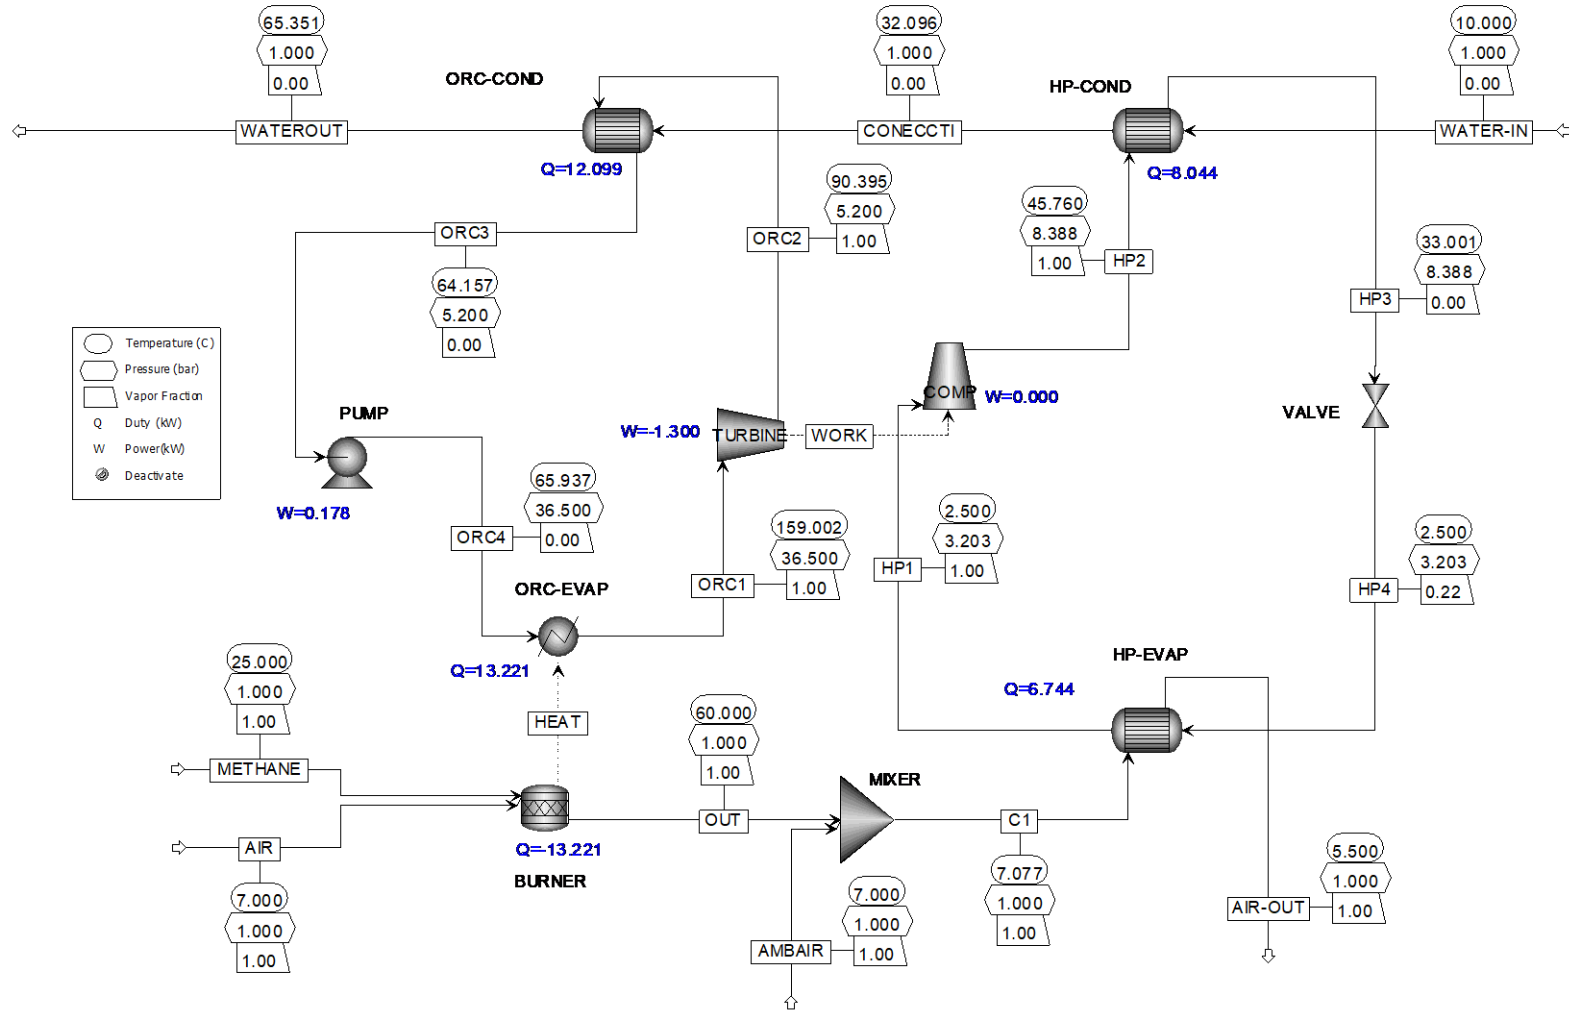 65.351
1.000
0.00
32.096
1.000
0.00
10.000
1.000
0.00
ORC-COND
HP-COND
WATEROUT
CONECCTI
WATER-IN
Q=12.099
Q=8.044
90.395
5.200
1.00
ORC2
45.760
8.388
1.00
HP2
ORC3
64.157
5.200
0.00
33.001
8.388
0.00
HP3
Temperature (C)
Pressure (bar)
Vapor Fraction
Q Duty (kW)
W Power(kW)
Deactivate
PUMP
W=0.178
W=-1.300
TURBINE
WORK
COMP
W=0.000
VALVE
65.937
36.500
0.00
ORC4
159.002
36.500
1.00
ORC1
2.500
3.203
1.00
HP1
2.500
3.203
0.22
HP4
ORC-EVAP
Q=13.221
HP-EVAP
Q=6.744
25.000
1.000
1.00
METHANE
HEAT
60.000
1.000
1.00
OUT
MIXER
C1
7.077
1.000
1.00
AIR
7.000
1.000
1.00
Q=-13.221
BURNER
7.000
1.000
1.00
AMBAIR
5.500
1.000
1.00
AIR-OUT